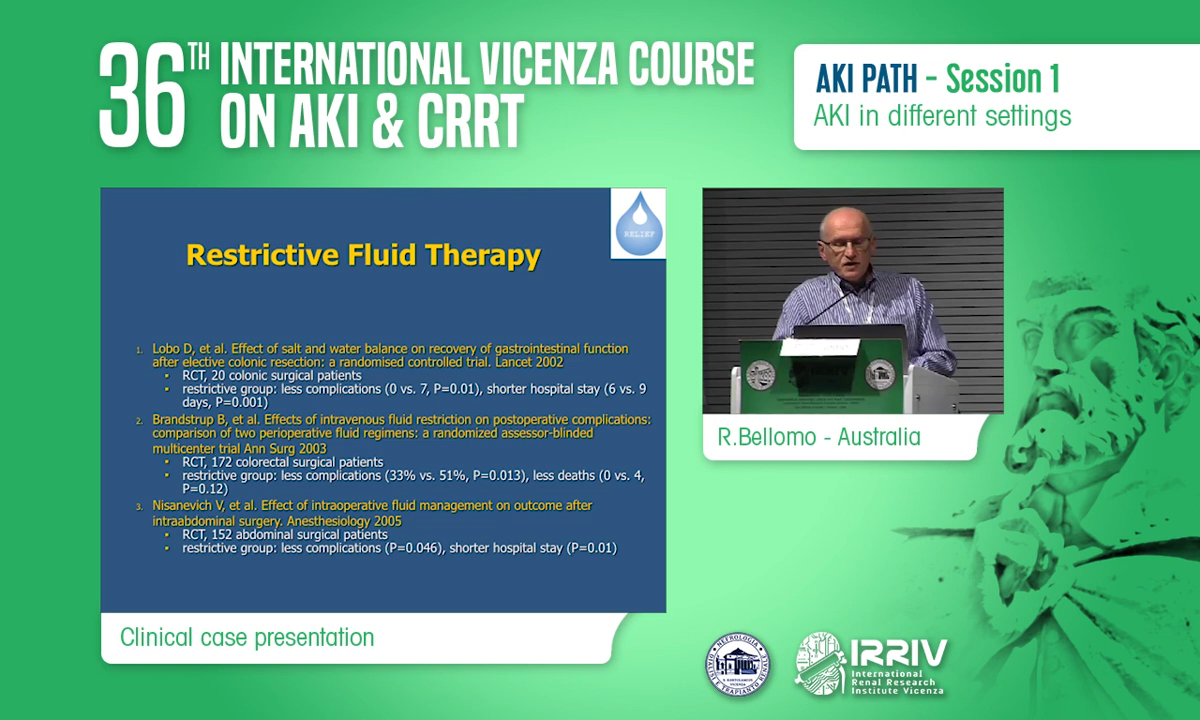 36TH INTERNATIONAL VICENZA COURSE
ON AKI & CRRT
AKI PATH - Session 1
AKI in different settings
RELIEF
Restrictive Fluid Therapy
1. Lobo D, et al. Effect of salt and water balance on recovery of gastrointestinal function
after elective colonic resection: a randomised controlled trial. Lancet 2002
• RCT, 20 colonic surgical patients
• restrictive group: less complications (0 vs. 7, P=0.01), shorter hospital stay (6 vs. 9
days, P=0.001)
2. Brandstrup B, et al. Effects of intravenous fluid restriction on postoperative complications:
comparison of two perioperative fluid regimens: a randomized assessor-blinded
multicenter trial Ann Surg 2003
• RCT, 172 colorectal surgical patients
• restrictive group: less complications (33% vs. 51%, P=0.013), less deaths (0 vs. 4,
P=0.12)
3. Nisanevich V, et al. Effect of intraoperative fluid management on outcome after
intraabdominal surgery. Anesthesiology 2005
• RCT, 152 abdominal surgical patients
• restrictive group: less complications (P=0.046), shorter hospital stay (P=0.01)
R.Bellomo - Australia
Clinical case presentation
NEFROLOGIA
DIALISI E TRAPIANTO RENALE
S. BORTOLO
VICENZA
IRRIV
International
Renal Research
Institute Vicenza